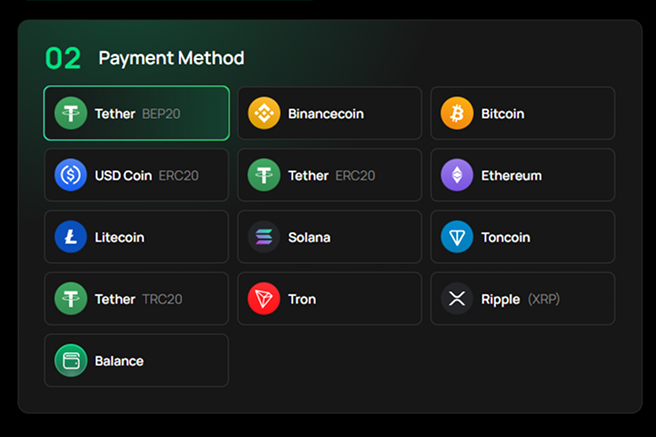 02 Payment Method
Tether BEP20
Binancecoin
Bitcoin
USD Coin ERC20
Tether ERC20
Ethereum
Litecoin
Solana
Toncoin
Tether TRC20
Tron
Ripple (XRP)
Balance